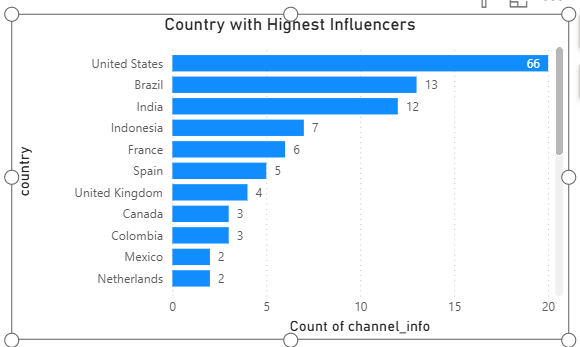 Country with Highest Influencers
country
United States 66
Brazil 13
India 12
Indonesia 7
France 6
Spain 5
United Kingdom 4
Canada 3
Colombia 3
Mexico 2
Netherlands 2
0 5 10 15 20
Count of channel_info